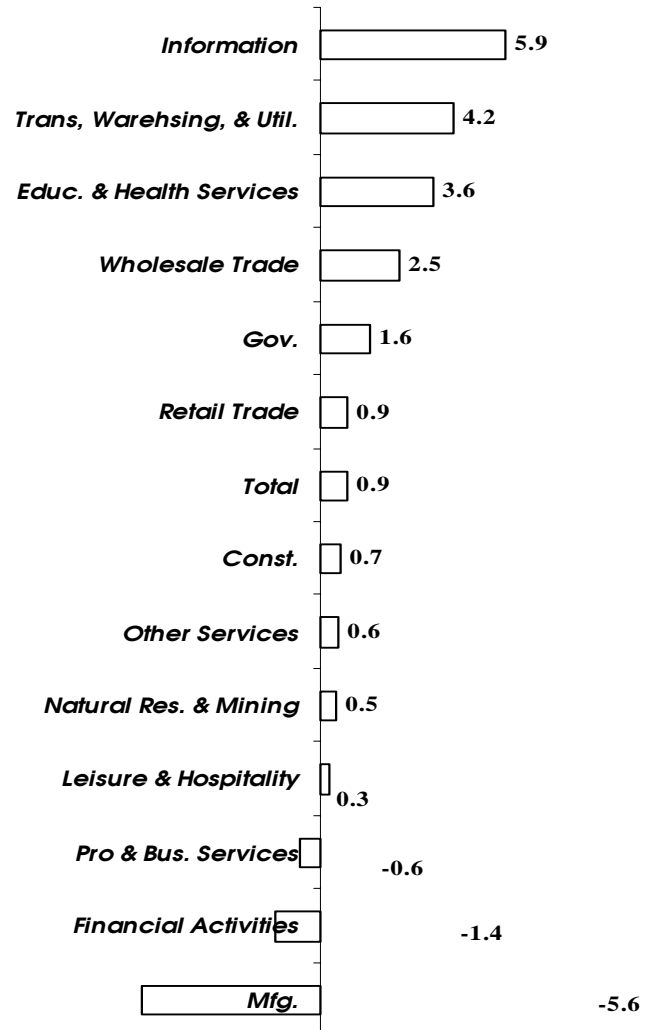 Information 5.9
Trans, Warehsing, & Util. 4.2
Educ. & Health Services 3.6
Wholesale Trade 2.5
Gov. 1.6
Retail Trade 0.9
Total 0.9
Const. 0.7
Other Services 0.6
Natural Res. & Mining 0.5
Leisure & Hospitality 0.3
Pro & Bus. Services -0.6
Financial Activities -1.4
Mfg. -5.6